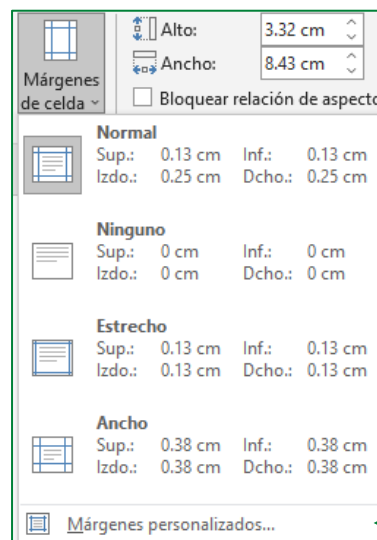 Alto: 3.32 cm
Márgenes de celda
Ancho: 8.43 cm
Bloquear relación de aspecto
Normal
Sup.: 0.13 cm Inf.: 0.13 cm
Izdo.: 0.25 cm Dcho.: 0.25 cm
Ninguno
Sup.: 0 cm Inf.: 0 cm
Izdo.: 0 cm Dcho.: 0 cm
Estrecho
Sup.: 0.13 cm Inf.: 0.13 cm
Izdo.: 0.13 cm Dcho.: 0.13 cm
Ancho
Sup.: 0.38 cm Inf.: 0.38 cm
Izdo.: 0.38 cm Dcho.: 0.38 cm
Márgenes personalizados...